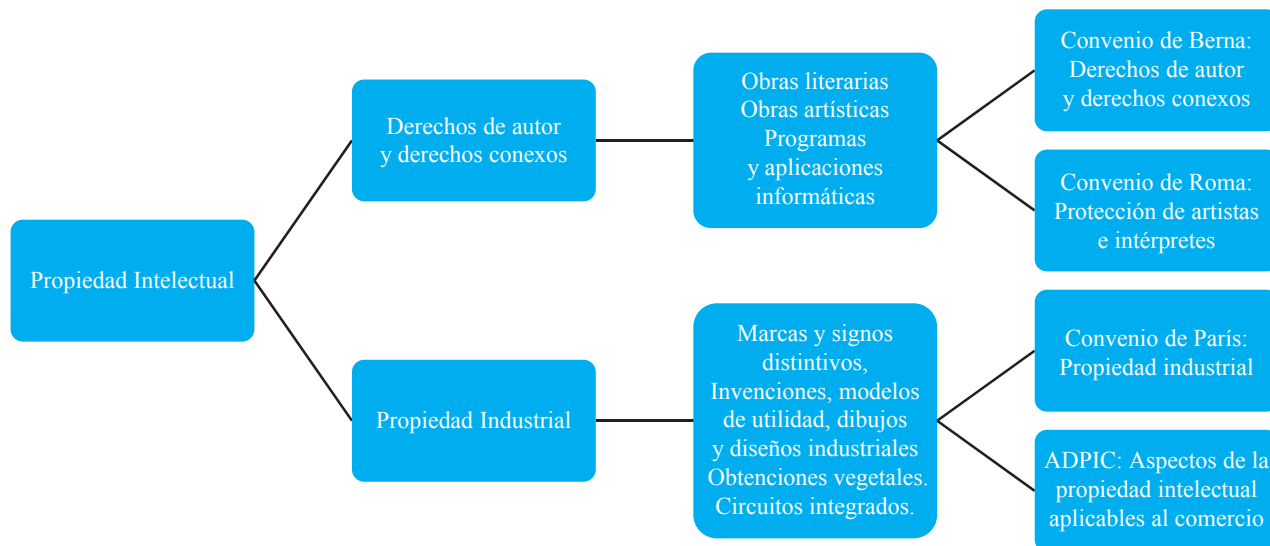 Propiedad Intelectual
Derechos de autor
y derechos conexos
Obras literarias
Obras artísticas
Programas
y aplicaciones
informáticas
Convenio de Berna:
Derechos de autor
y derechos conexos
Convenio de Roma:
Protección de artistas
e intérpretes
Propiedad Industrial
Marcas y signos
distintivos,
Invenciones, modelos
de utilidad, dibujos
y diseños industriales
Obtenciones vegetales.
Circuitos integrados.
Convenio de París:
Propiedad industrial
ADPIC: Aspectos de la
propiedad intelectual
aplicables al comercio